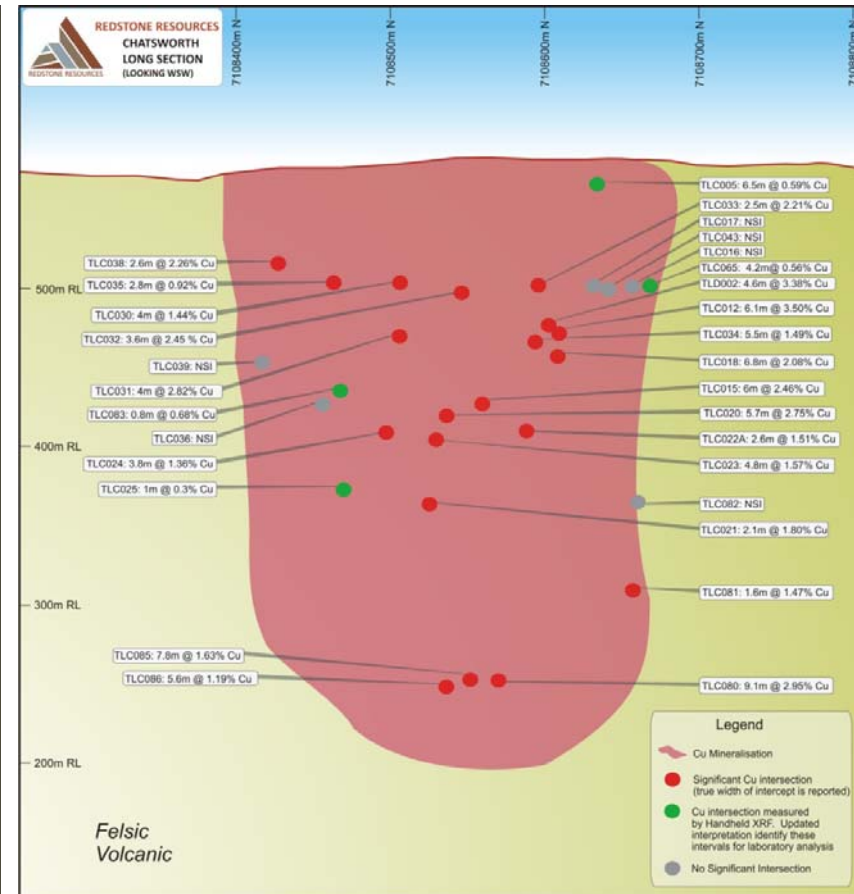 REDSTONE RESOURCES
CHATSWORTH
LONG SECTION
(LOOKING WSW)
REDSTONE RESOURCES
7108400m N
7108500m N
7108600m N
7108700m N
7108800m N
500m RL
400m RL
300m RL
200m RL
TLC038: 2.6m @ 2.26% Cu
TLC035: 2.8m @ 0.92% Cu
TLC030: 4m @ 1.44% Cu
TLC032: 3.6m @ 2.45 % Cu
TLC039: NSI
TLC031: 4m @ 2.82% Cu
TLC083: 0.8m @ 0.68% Cu
TLC036: NSI
TLC024: 3.8m @ 1.36% Cu
TLC025: 1m @ 0.3% Cu
TLC085: 7.8m @ 1.63% Cu
TLC086: 5.6m @ 1.19% Cu
TLC005: 6.5m @ 0.59% Cu
TLC033: 2.5m @ 2.21% Cu
TLC017: NSI
TLC043: NSI
TLC016: NSI
TLC065: 4.2m@ 0.56% Cu
TLD002: 4.6m @ 3.38% Cu
TLC012: 6.1m @ 3.50% Cu
TLC034: 5.5m @ 1.49% Cu
TLC018: 6.8m @ 2.08% Cu
TLC015: 6m @ 2.46% Cu
TLC020: 5.7m @ 2.75% Cu
TLC022A: 2.6m @ 1.51% Cu
TLC023: 4.8m @ 1.57% Cu
TLC082: NSI
TLC021: 2.1m @ 1.80% Cu
TLC081: 1.6m @ 1.47% Cu
TLC080: 9.1m @ 2.95% Cu
Felsic
Volcanic
Legend
Cu Mineralisation
Significant Cu intersection
(true width of intercept is reported)
Cu intersection measured
by Handheld XRF. Updated
interpretation identify these
intervals for laboratory analysis
No Significant Intersection